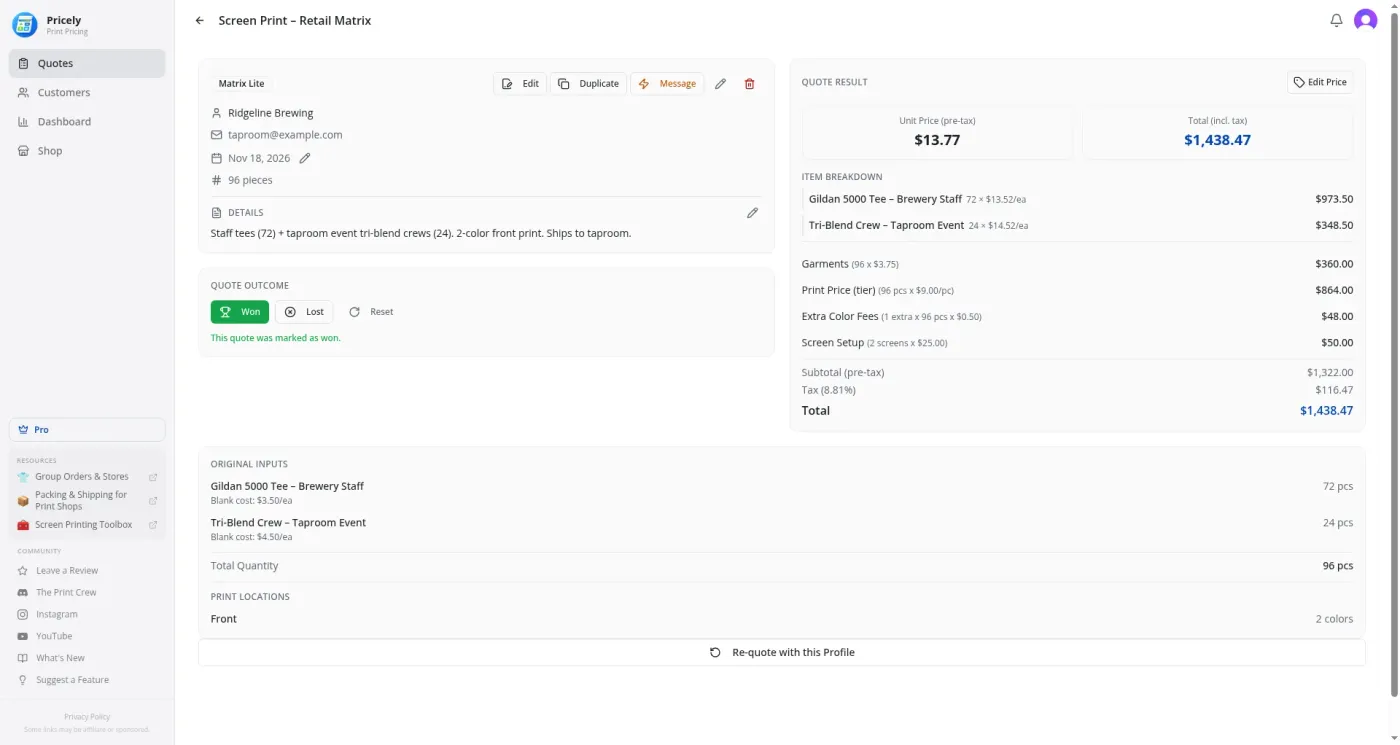 Pricely
Print Pricing
Quotes
Customers
Dashboard
Shop
Pro
RESOURCES
Group Orders & Stores
Packing & Shipping for
Print Shops
Screen Printing Toolbox
COMMUNITY
Leave a Review
The Print Crew
Instagram
YouTube
What's New
Suggest a Feature
Privacy Policy
Some links may be affiliate or sponsored.
Screen Print – Retail Matrix
Matrix Lite
Edit
Duplicate
Message
Ridgeline Brewing
taproom@example.com
Nov 18, 2026
# 96 pieces
DETAILS
Staff tees (72) + taproom event tri-blend crews (24). 2-color front print. Ships to taproom.
QUOTE OUTCOME
Won
Lost
Reset
This quote was marked as won.
QUOTE RESULT
Edit Price
Unit Price (pre-tax)
$13.77
Total (incl. tax)
$1,438.47
ITEM BREAKDOWN
Gildan 5000 Tee – Brewery Staff 72 × $13.52/ea $973.50
Tri-Blend Crew – Taproom Event 24 × $14.52/ea $348.50
Garments (96 x $3.75) $360.00
Print Price (tier) (96 pcs x $9.00/pc) $864.00
Extra Color Fees (1 extra x 96 pcs x $0.50) $48.00
Screen Setup (2 screens x $25.00) $50.00
Subtotal (pre-tax) $1,322.00
Tax (8.81%) $116.47
Total $1,438.47
ORIGINAL INPUTS
Gildan 5000 Tee – Brewery Staff 72 pcs
Blank cost: $3.50/ea
Tri-Blend Crew – Taproom Event 24 pcs
Blank cost: $4.50/ea
Total Quantity 96 pcs
PRINT LOCATIONS
Front 2 colors
Re-quote with this Profile